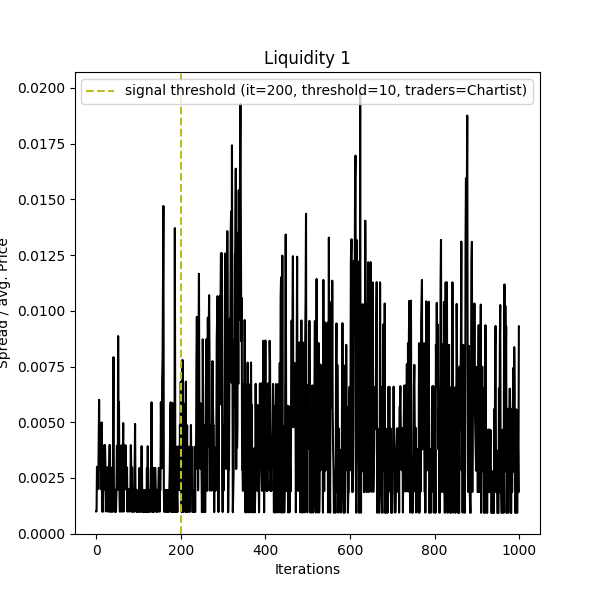 Liquidity 1
signal threshold (it=200, threshold=10, traders=Chartist)
Spread / avg. Price
0.0200
0.0175
0.0150
0.0125
0.0100
0.0075
0.0050
0.0025
0.0000
0 200 400 600 800 1000
Iterations